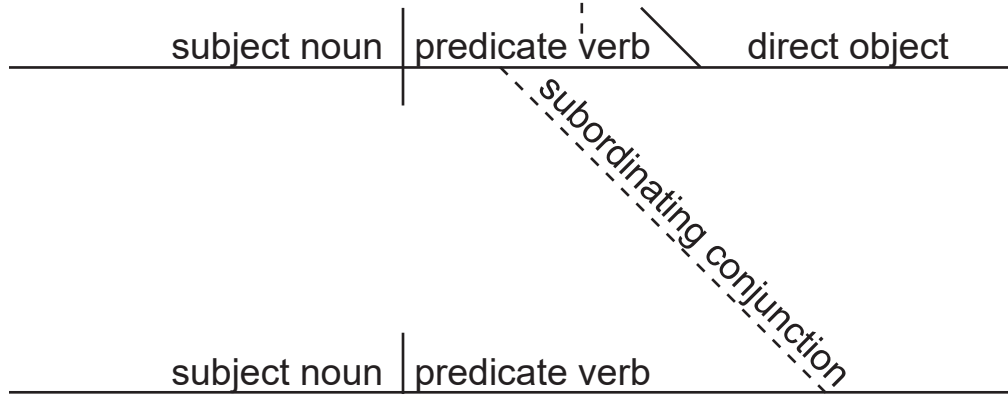 subject noun predicate verb direct object
subordinating conjunction
subject noun predicate verb